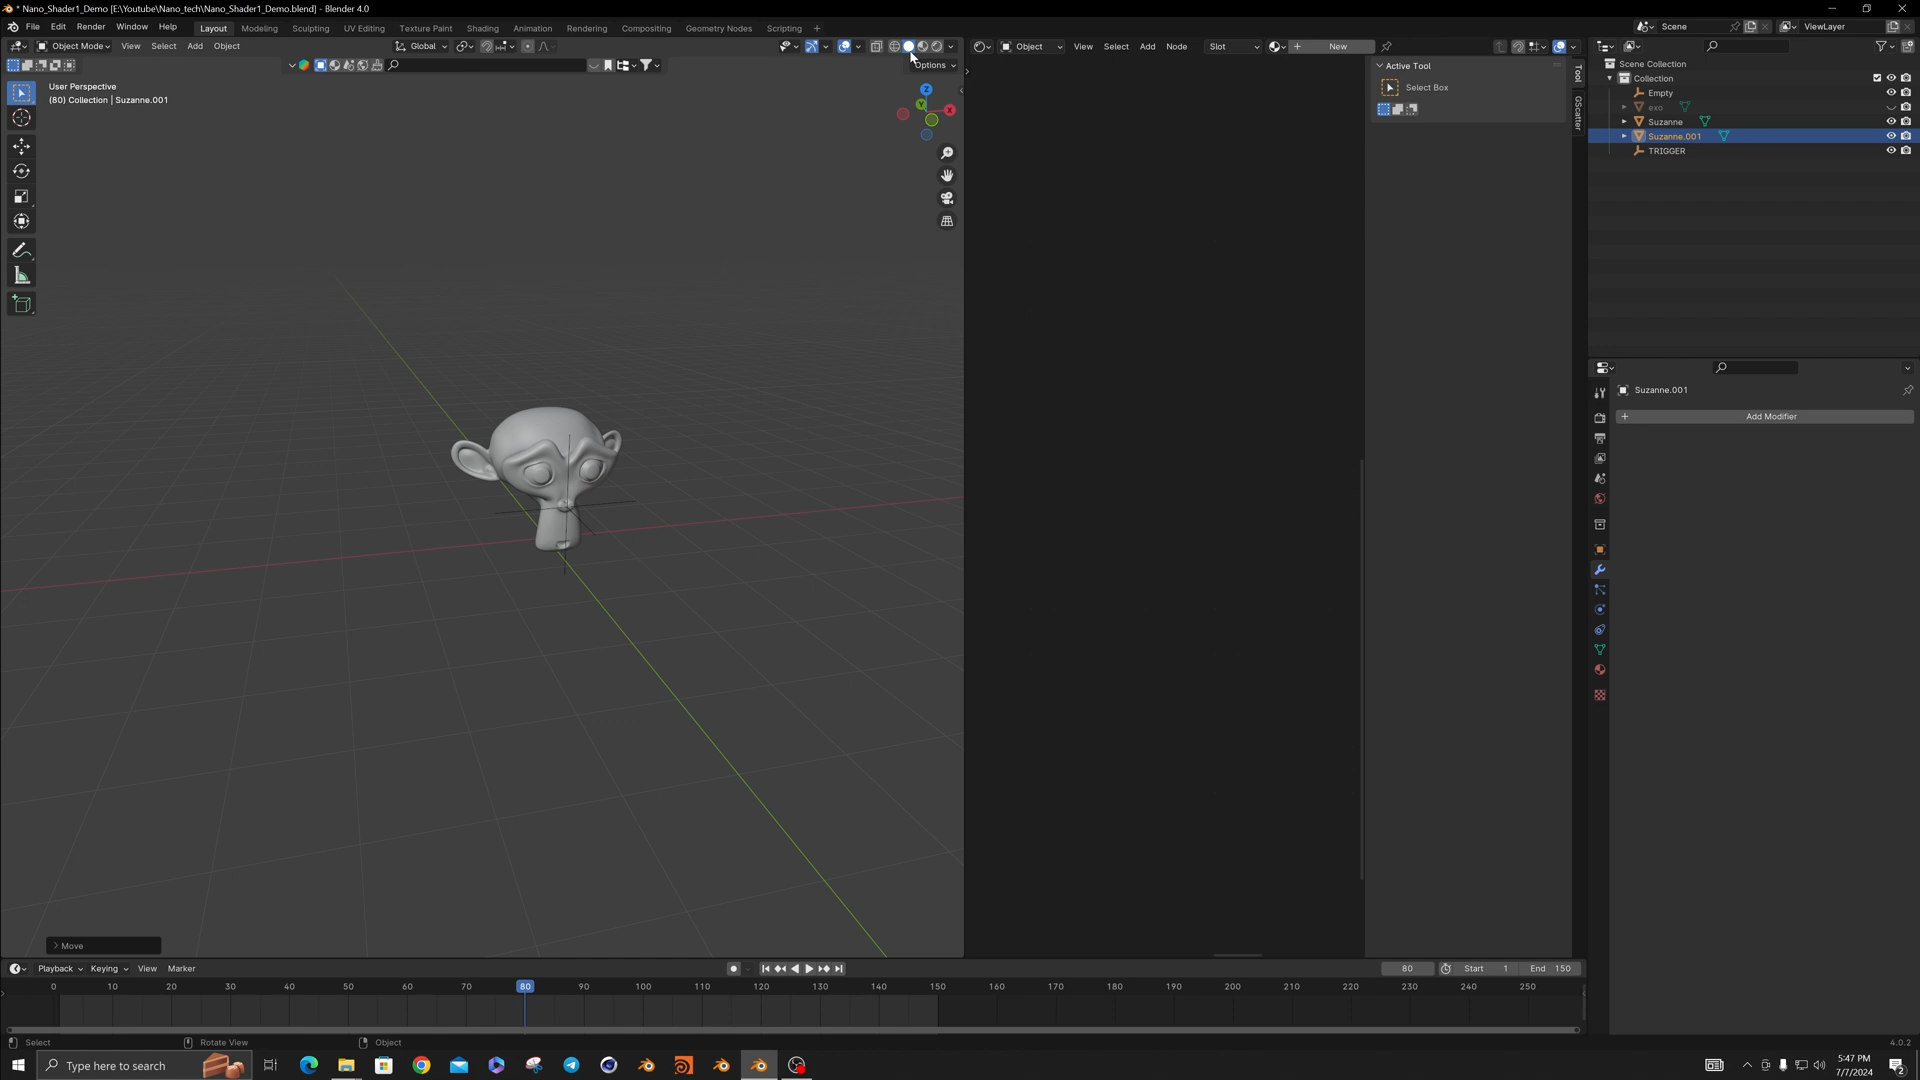 * Nano_Shader1_Demo [E:\Youtube\Nano_tech\Nano_Shader1_Demo.blend] - Blender 4.0
File Edit Render Window Help Layout Modeling Sculpting UV Editing Texture Paint Shading Animation Rendering Compositing Geometry Nodes Scripting + Scene ViewLayer
Object Mode View Select Add Object Global Object View Select Add Node Slot New
Options
User Perspective
(80) Collection | Suzanne.001
Z
Y
X
Move
Active Tool
Select Box
Tool
GScatter
Scene Collection
Collection
Empty
exo
Suzanne
Suzanne.001
TRIGGER
Suzanne.001
Add Modifier
Playback Keying View Marker 80 Start 1 End 150
0 10 20 30 40 50 60 70 80 90 100 110 120 130 140 150 160 170 180 190 200 210 220 230 240 250
Select Rotate View Object 4.0.2
Type here to search
5:47 PM
7/7/2024
2